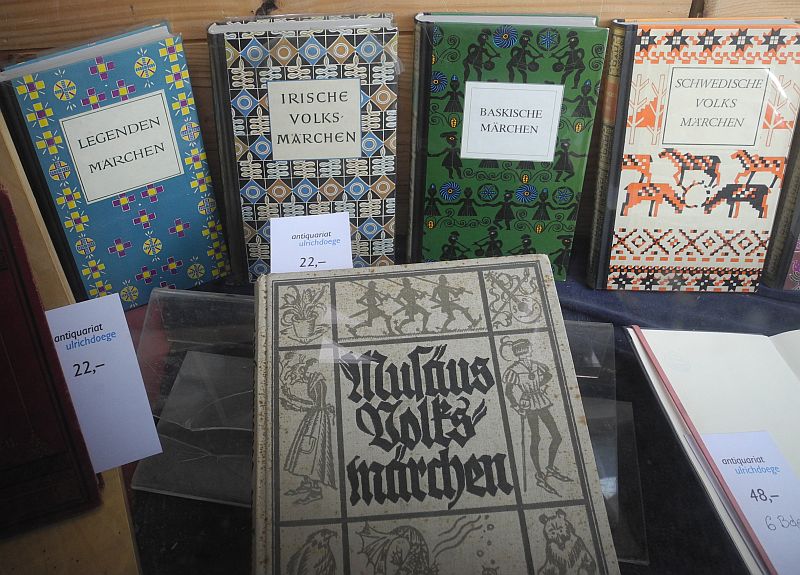 LEGENDEN
MÄRCHEN
IRISCHE
VOLKS-
MÄRCHEN
BASKISCHE
MÄRCHEN
SCHWEDISCHE
VOLKS
MÄRCHEN
antiquariat
ulrichdoege
22,–
antiquariat
ulrichdoege
22,–
Musäus
Volks-
märchen
antiquariat
ulrichdoege
48,–
6 Bde